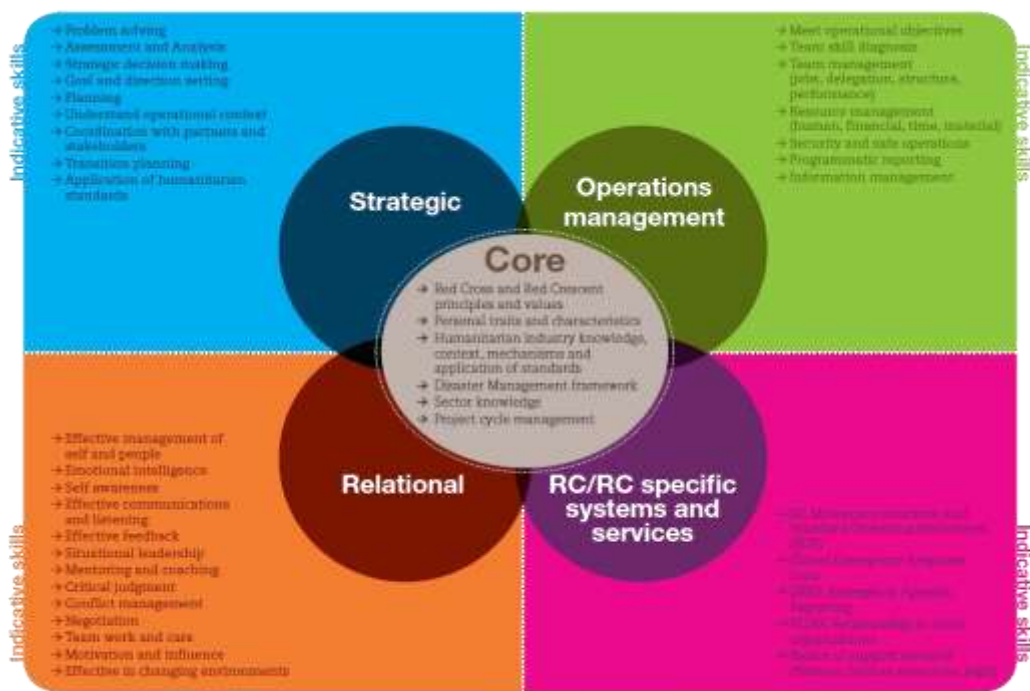 Indicative skills
→ Problem solving
→ Assessment and Analysis
→ Strategic decision making
→ Goal and direction setting
→ Planning
→ Understand operational context
→ Coordination with partners and
stakeholders
→ Transition planning
→ Application of humanitarian
standards
Strategic
Indicative skills
→ Meet operational objectives
→ Team skill diagnosis
→ Team management
(jobs, delegation, structure,
performance)
→ Resource management
(human, financial, time, material)
→ Security and safe operations
→ Programmatic reporting
→ Information management
Operations
management
Core
→ Red Cross and Red Crescent
principles and values
→ Personal traits and characteristics
→ Humanitarian industry knowledge,
context, mechanisms and
application of standards
→ Disaster Management framework
→ Sector knowledge
→ Project cycle management
Indicative skills
→ Effective management of
self and people
→ Emotional intelligence
→ Self awareness
→ Effective communications
and listening
→ Effective feedback
→ Situational leadership
→ Mentoring and coaching
→ Critical judgment
→ Conflict management
→ Negotiation
→ Team work and care
→ Motivation and influence
→ Effective in changing environments
Relational
RC/RC specific
systems and
services
Indicative skills